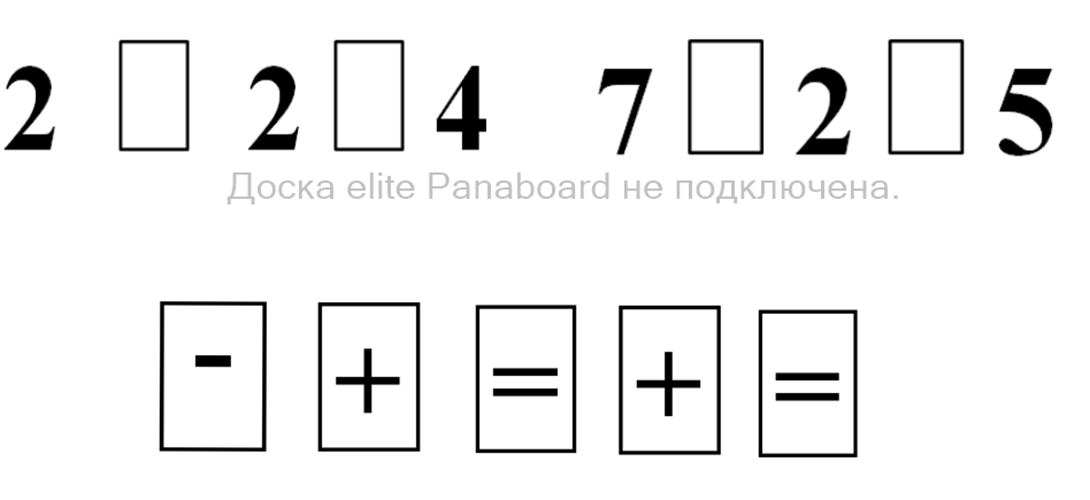 2 □ 2 □ 4 7 □ 2 □ 5
Доска elite Panaboard не подключена.
- + = + =